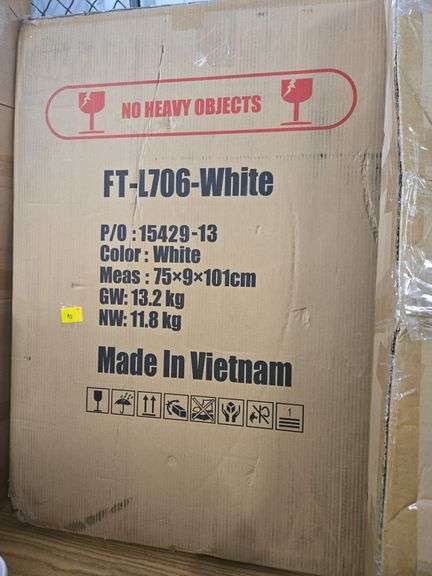 NO HEAVY OBJECTS
FT-L706-White
P/O : 15429-13
Color : White
Meas : 75×9×101cm
GW: 13.2 kg
NW: 11.8 kg
Made In Vietnam
1